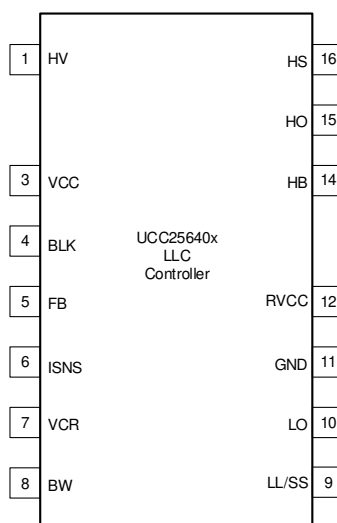 1 HV HS 16
HO 15
3 VCC HB 14
4 BLK
UCC25640x
LLC
Controller
5 FB RVCC 12
6 ISNS GND 11
7 VCR LO 10
8 BW LL/SS 9